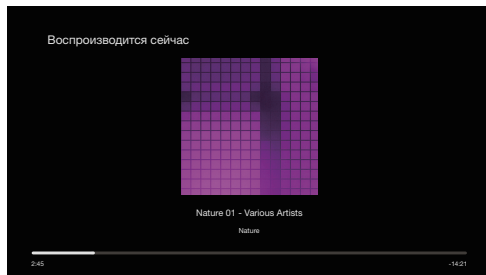 Воспроизводится сейчас
Nature 01 - Various Artists
Nature
2:45
-14:21